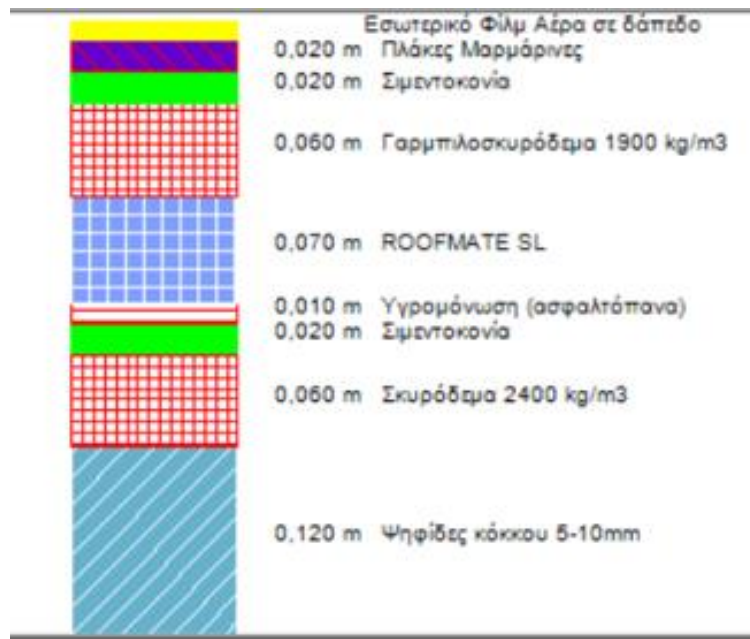 Εσωτερικό Φίλμ Αέρα σε δάπεδο
0,020 m Πλάκες Μαρμάρινες
0,020 m Σιμεντοκονία
0,060 m Γαρμπιλοσκυρόδεμα 1900 kg/m3
0,070 m ROOFMATE SL
0,010 m Υγρομόνωση (ασφαλτόπανα)
0,020 m Σιμεντοκονία
0,060 m Σκυρόδεμα 2400 kg/m3
0,120 m Ψηφίδες κόκκου 5-10mm